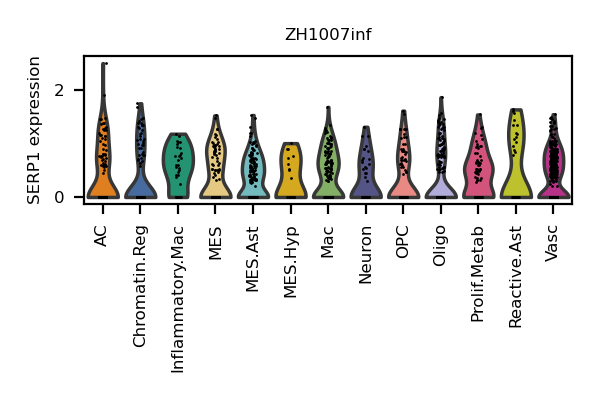 ZH1007inf
SERP1 expression
2
0
AC
Chromatin.Reg
Inflammatory.Mac
MES
MES.Ast
MES.Hyp
Mac
Neuron
OPC
Oligo
Prolif.Metab
Reactive.Ast
Vasc